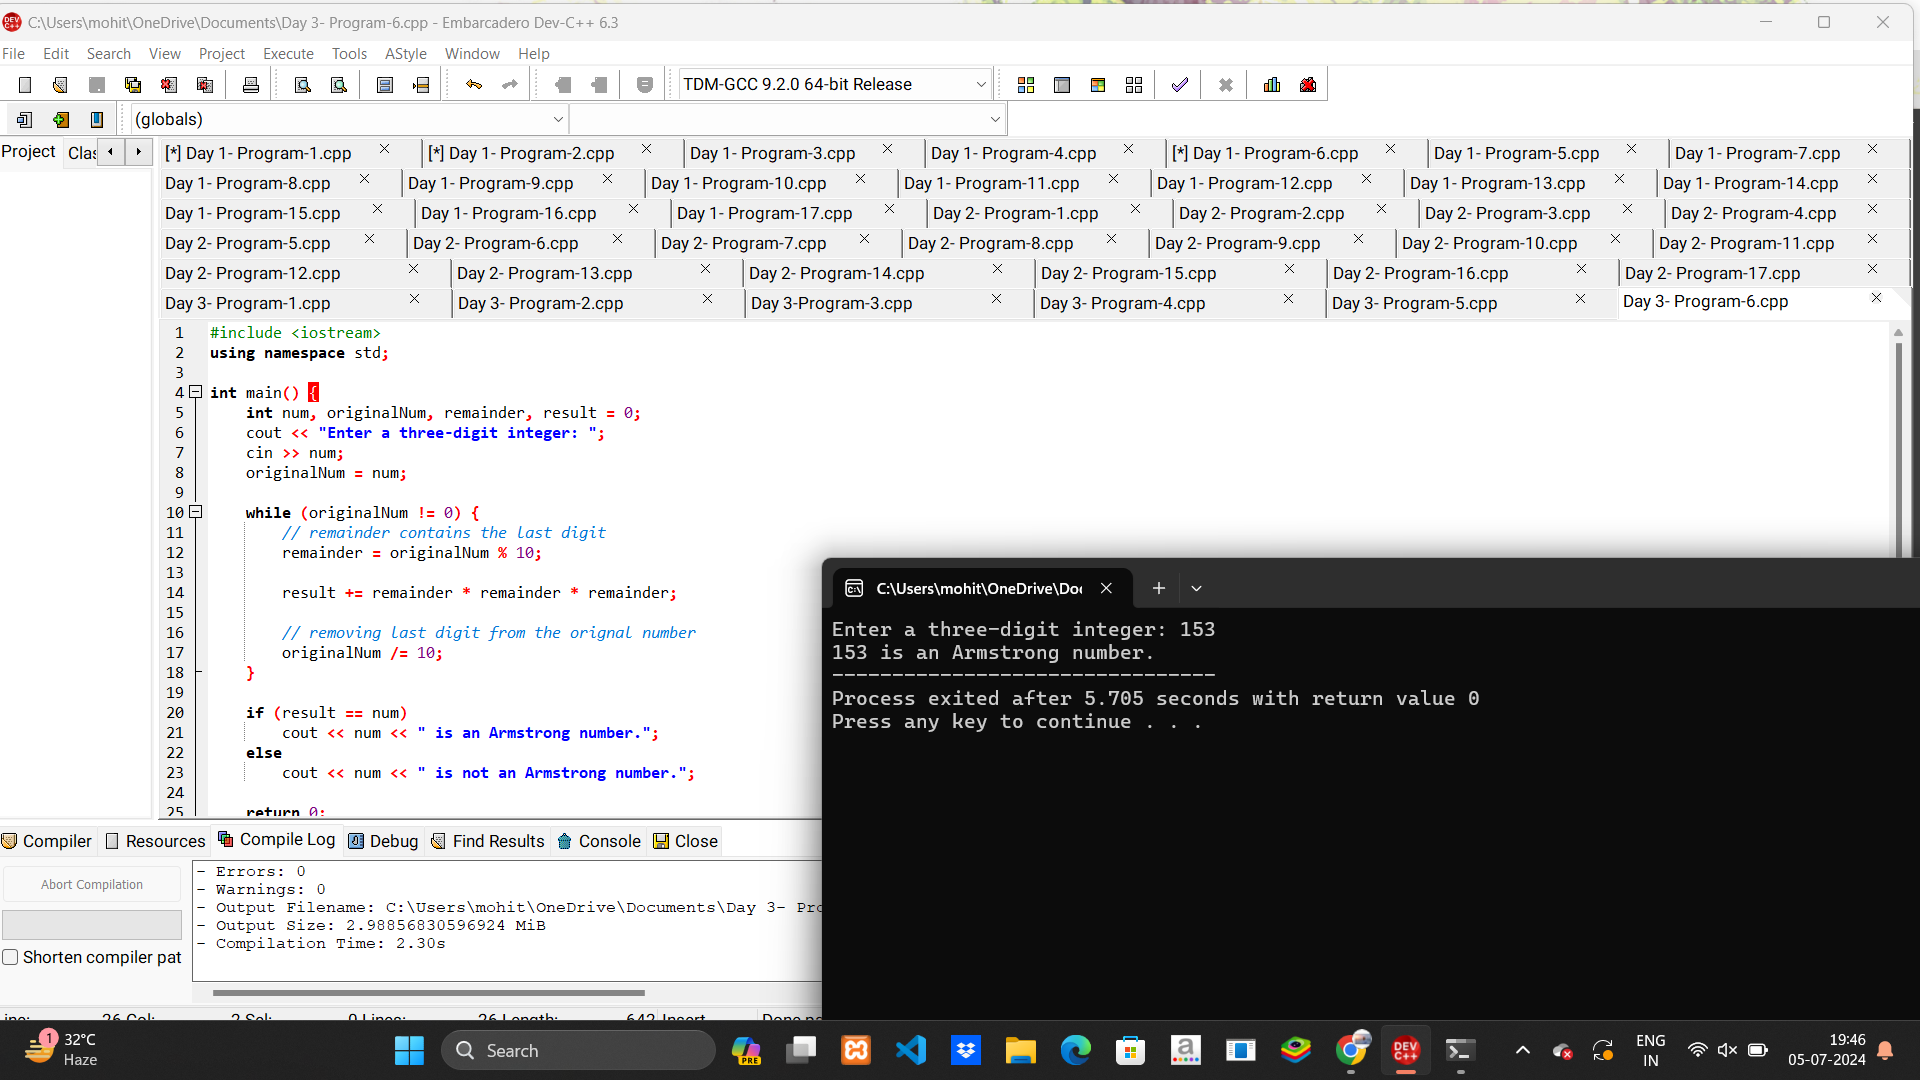 C:\Users\mohit\OneDrive\Documents\Day 3- Program-6.cpp - Embarcadero Dev-C++ 6.3
File Edit Search View Project Execute Tools AStyle Window Help
TDM-GCC 9.2.0 64-bit Release
(globals)
Project Clas
[*] Day 1- Program-1.cpp [*] Day 1- Program-2.cpp Day 1- Program-3.cpp Day 1- Program-4.cpp [*] Day 1- Program-6.cpp Day 1- Program-5.cpp Day 1- Program-7.cpp
Day 1- Program-8.cpp Day 1- Program-9.cpp Day 1- Program-10.cpp Day 1- Program-11.cpp Day 1- Program-12.cpp Day 1- Program-13.cpp Day 1- Program-14.cpp
Day 1- Program-15.cpp Day 1- Program-16.cpp Day 1- Program-17.cpp Day 2- Program-1.cpp Day 2- Program-2.cpp Day 2- Program-3.cpp Day 2- Program-4.cpp
Day 2- Program-5.cpp Day 2- Program-6.cpp Day 2- Program-7.cpp Day 2- Program-8.cpp Day 2- Program-9.cpp Day 2- Program-10.cpp Day 2- Program-11.cpp
Day 2- Program-12.cpp Day 2- Program-13.cpp Day 2- Program-14.cpp Day 2- Program-15.cpp Day 2- Program-16.cpp Day 2- Program-17.cpp
Day 3- Program-1.cpp Day 3- Program-2.cpp Day 3-Program-3.cpp Day 3- Program-4.cpp Day 3- Program-5.cpp Day 3- Program-6.cpp
1 #include <iostream>
2 using namespace std;
3
4 int main() {
5 int num, originalNum, remainder, result = 0;
6 cout << "Enter a three-digit integer: ";
7 cin >> num;
8 originalNum = num;
9
10 while (originalNum != 0) {
11 // remainder contains the last digit
12 remainder = originalNum % 10;
13
14 result += remainder * remainder * remainder;
15
16 // removing last digit from the orignal number
17 originalNum /= 10;
18 }
19
20 if (result == num)
21 cout << num << " is an Armstrong number.";
22 else
23 cout << num << " is not an Armstrong number.";
24
25 return 0;
C:\Users\mohit\OneDrive\Doc
Enter a three-digit integer: 153
153 is an Armstrong number.
--------------------------------
Process exited after 5.705 seconds with return value 0
Press any key to continue . . .
Compiler Resources Compile Log Debug Find Results Console Close
Abort Compilation
Shorten compiler pat
- Errors: 0
- Warnings: 0
- Output Filename: C:\Users\mohit\OneDrive\Documents\Day 3- Pro
- Output Size: 2.98856830596924 MiB
- Compilation Time: 2.30s
26 Col: 2 Sel: 0 Lines: 26 Length: 642 Insert Done pa
1
32°C
Haze
Search
PRE
a
DEV C++
ENG
IN
19:46
05-07-2024